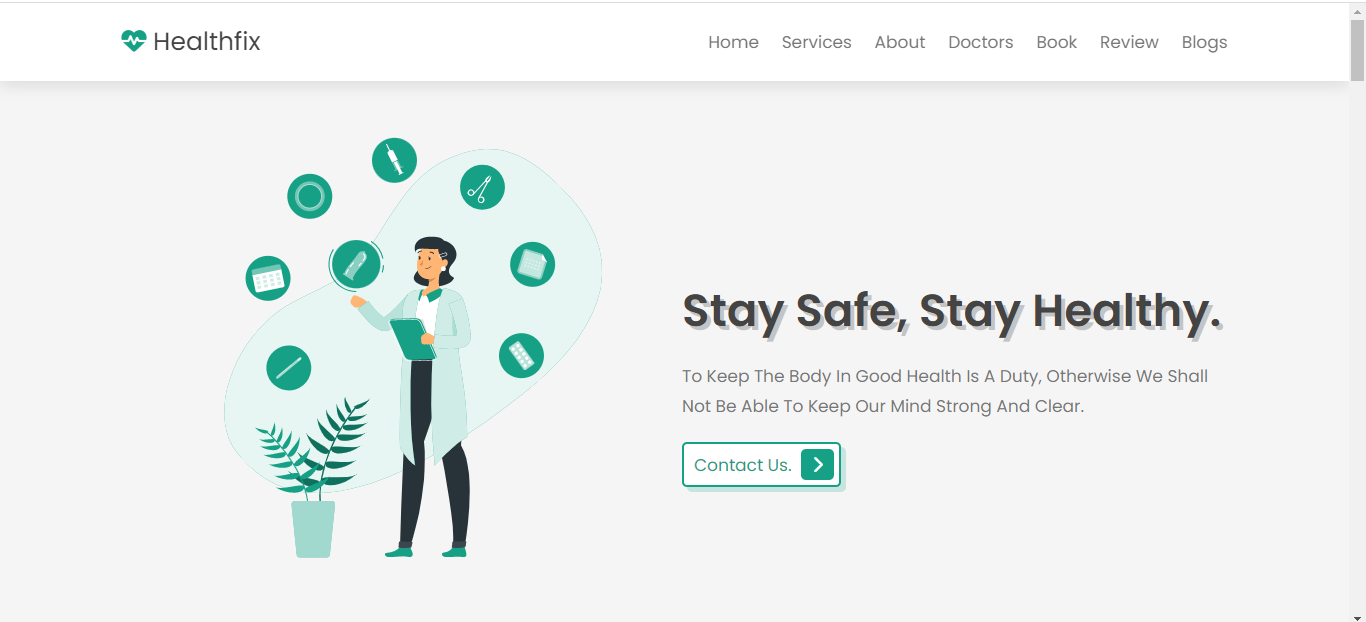 Healthfix
Home Services About Doctors Book Review Blogs
Stay Safe, Stay Healthy.
To Keep The Body In Good Health Is A Duty, Otherwise We Shall
Not Be Able To Keep Our Mind Strong And Clear.
Contact Us.